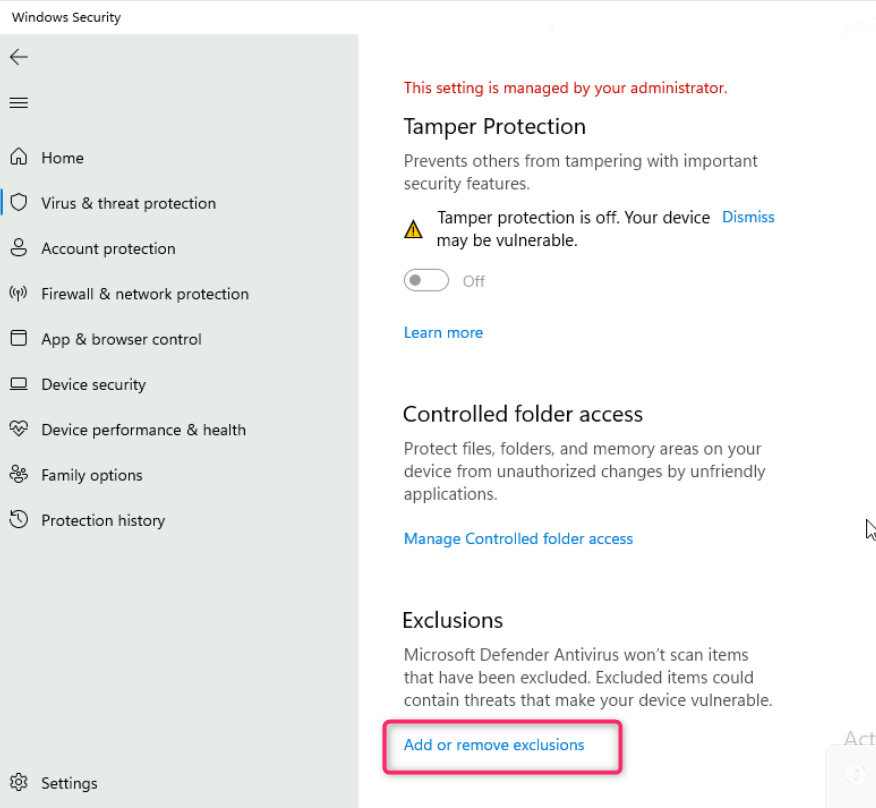 Windows Security
Home
Virus & threat protection
Account protection
Firewall & network protection
App & browser control
Device security
Device performance & health
Family options
Protection history
Settings
This setting is managed by your administrator.
Tamper Protection
Prevents others from tampering with important
security features.
Tamper protection is off. Your device Dismiss
may be vulnerable.
Off
Learn more
Controlled folder access
Protect files, folders, and memory areas on your
device from unauthorized changes by unfriendly
applications.
Manage Controlled folder access
Exclusions
Microsoft Defender Antivirus won't scan items
that have been excluded. Excluded items could
contain threats that make your device vulnerable.
Add or remove exclusions
Act